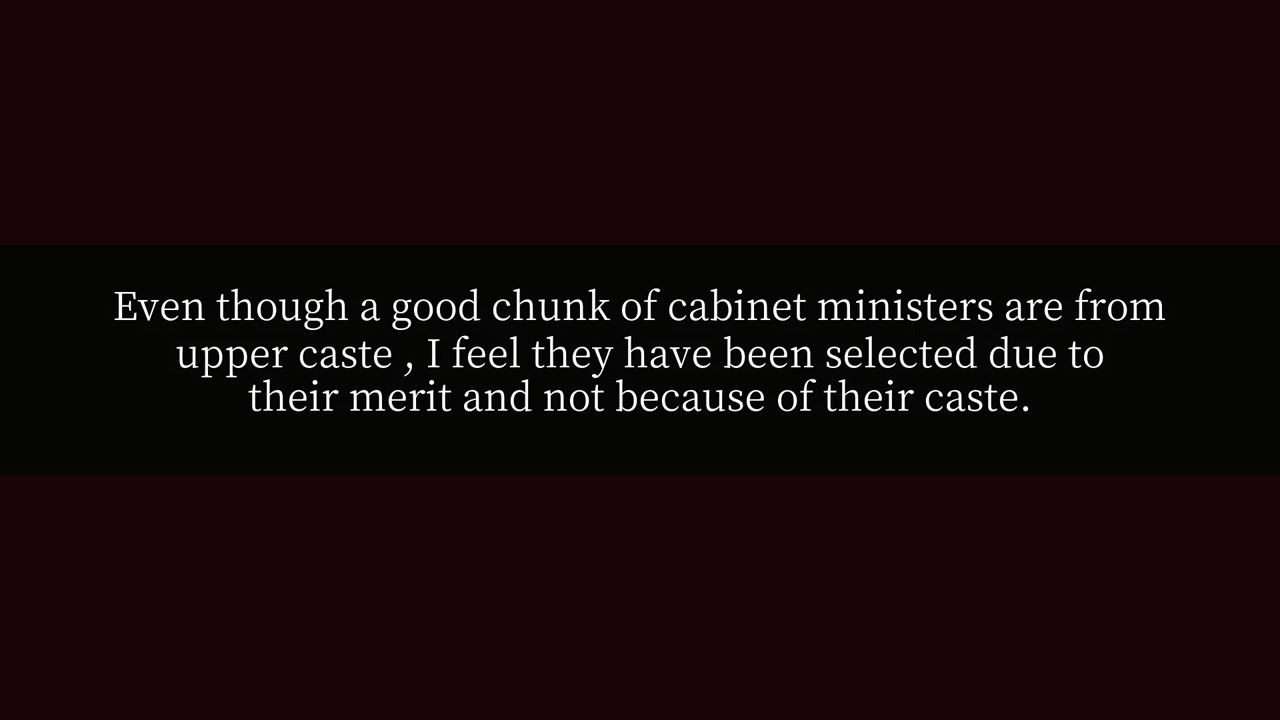 Even though a good chunk of cabinet ministers are from
upper caste , I feel they have been selected due to
their merit and not because of their caste.